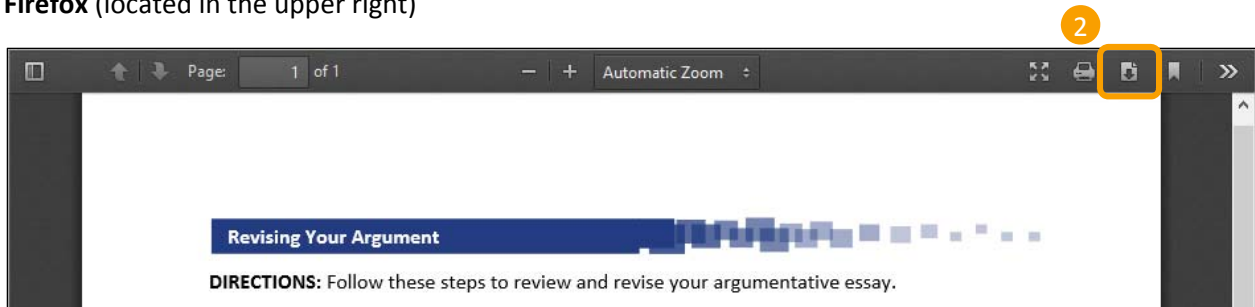 Firefox (located in the upper right)
2
Page: 1 of 1 Automatic Zoom
Revising Your Argument
DIRECTIONS: Follow these steps to review and revise your argumentative essay.